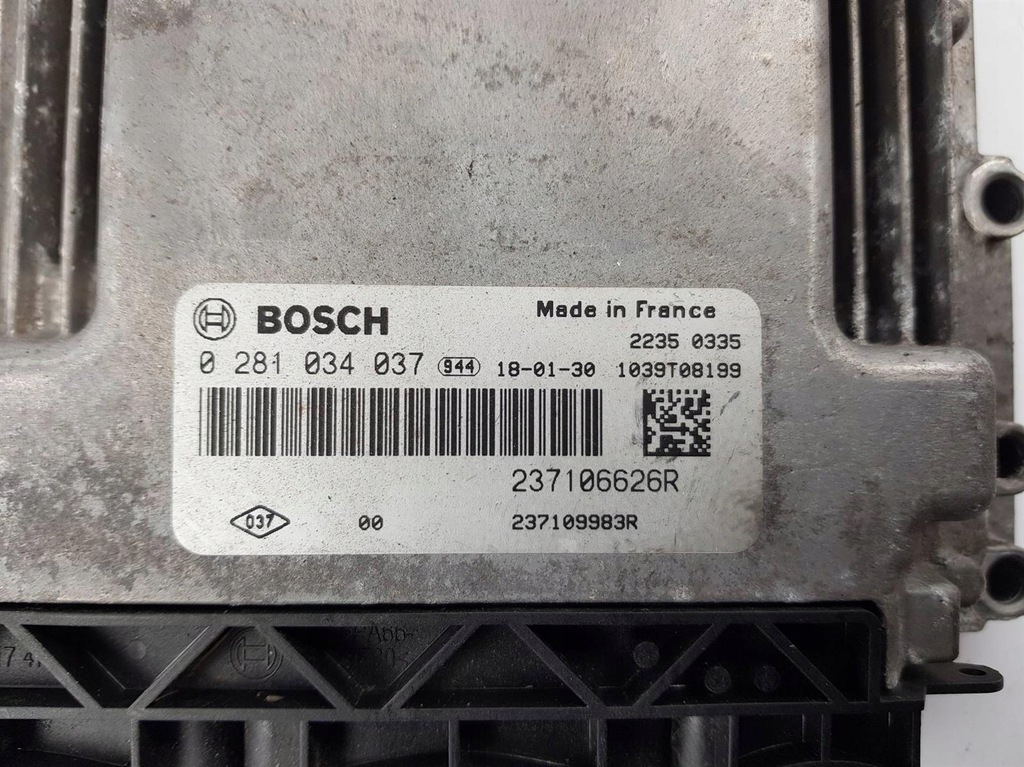 BOSCH
Made in France
2235 0335
0 281 034 037 944 18-01-30 1039T08199
237106626R
037 00 237109983R